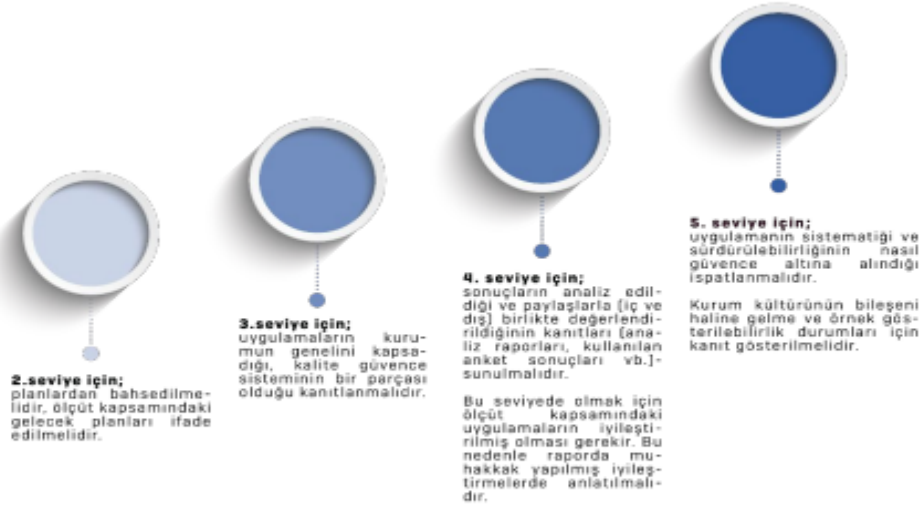 2.seviye için;
planlardan bahsedilme-
lidir, ölçüt kapsamındaki
gelecek planları ifade
edilmelidir.
3.seviye için;
uygulamaların kuru-
mun genelini kapsa-
dığı, kalite güvence
sisteminin bir parçası
olduğu kanıtlanmalıdır.
4. seviye için;
sonuçların analiz edil-
diği ve paylaşlarla (iç ve
dış) birlikte değerlendi-
rildiğinin kanıtları (ana-
liz raporları, kullanılan
anket sonuçları vb.)-
sunulmalıdır.
Bu seviyede olmak için
ölçüt kapsamındaki
uygulamaların iyileşti-
rilmiş olması gerekir. Bu
nedenle raporda mu-
hakkak yapılmış iyileş-
tirmelerde anlatılmalı-
dır.
5. seviye için;
uygulamanın sistematiği ve
sürdürülebilirliğinin nasıl
güvence altına alındığı
ispatlanmalıdır.
Kurum kültürünün bileşeni
haline gelme ve örnek gös-
terilebilirlik durumları için
kanıt gösterilmelidir.